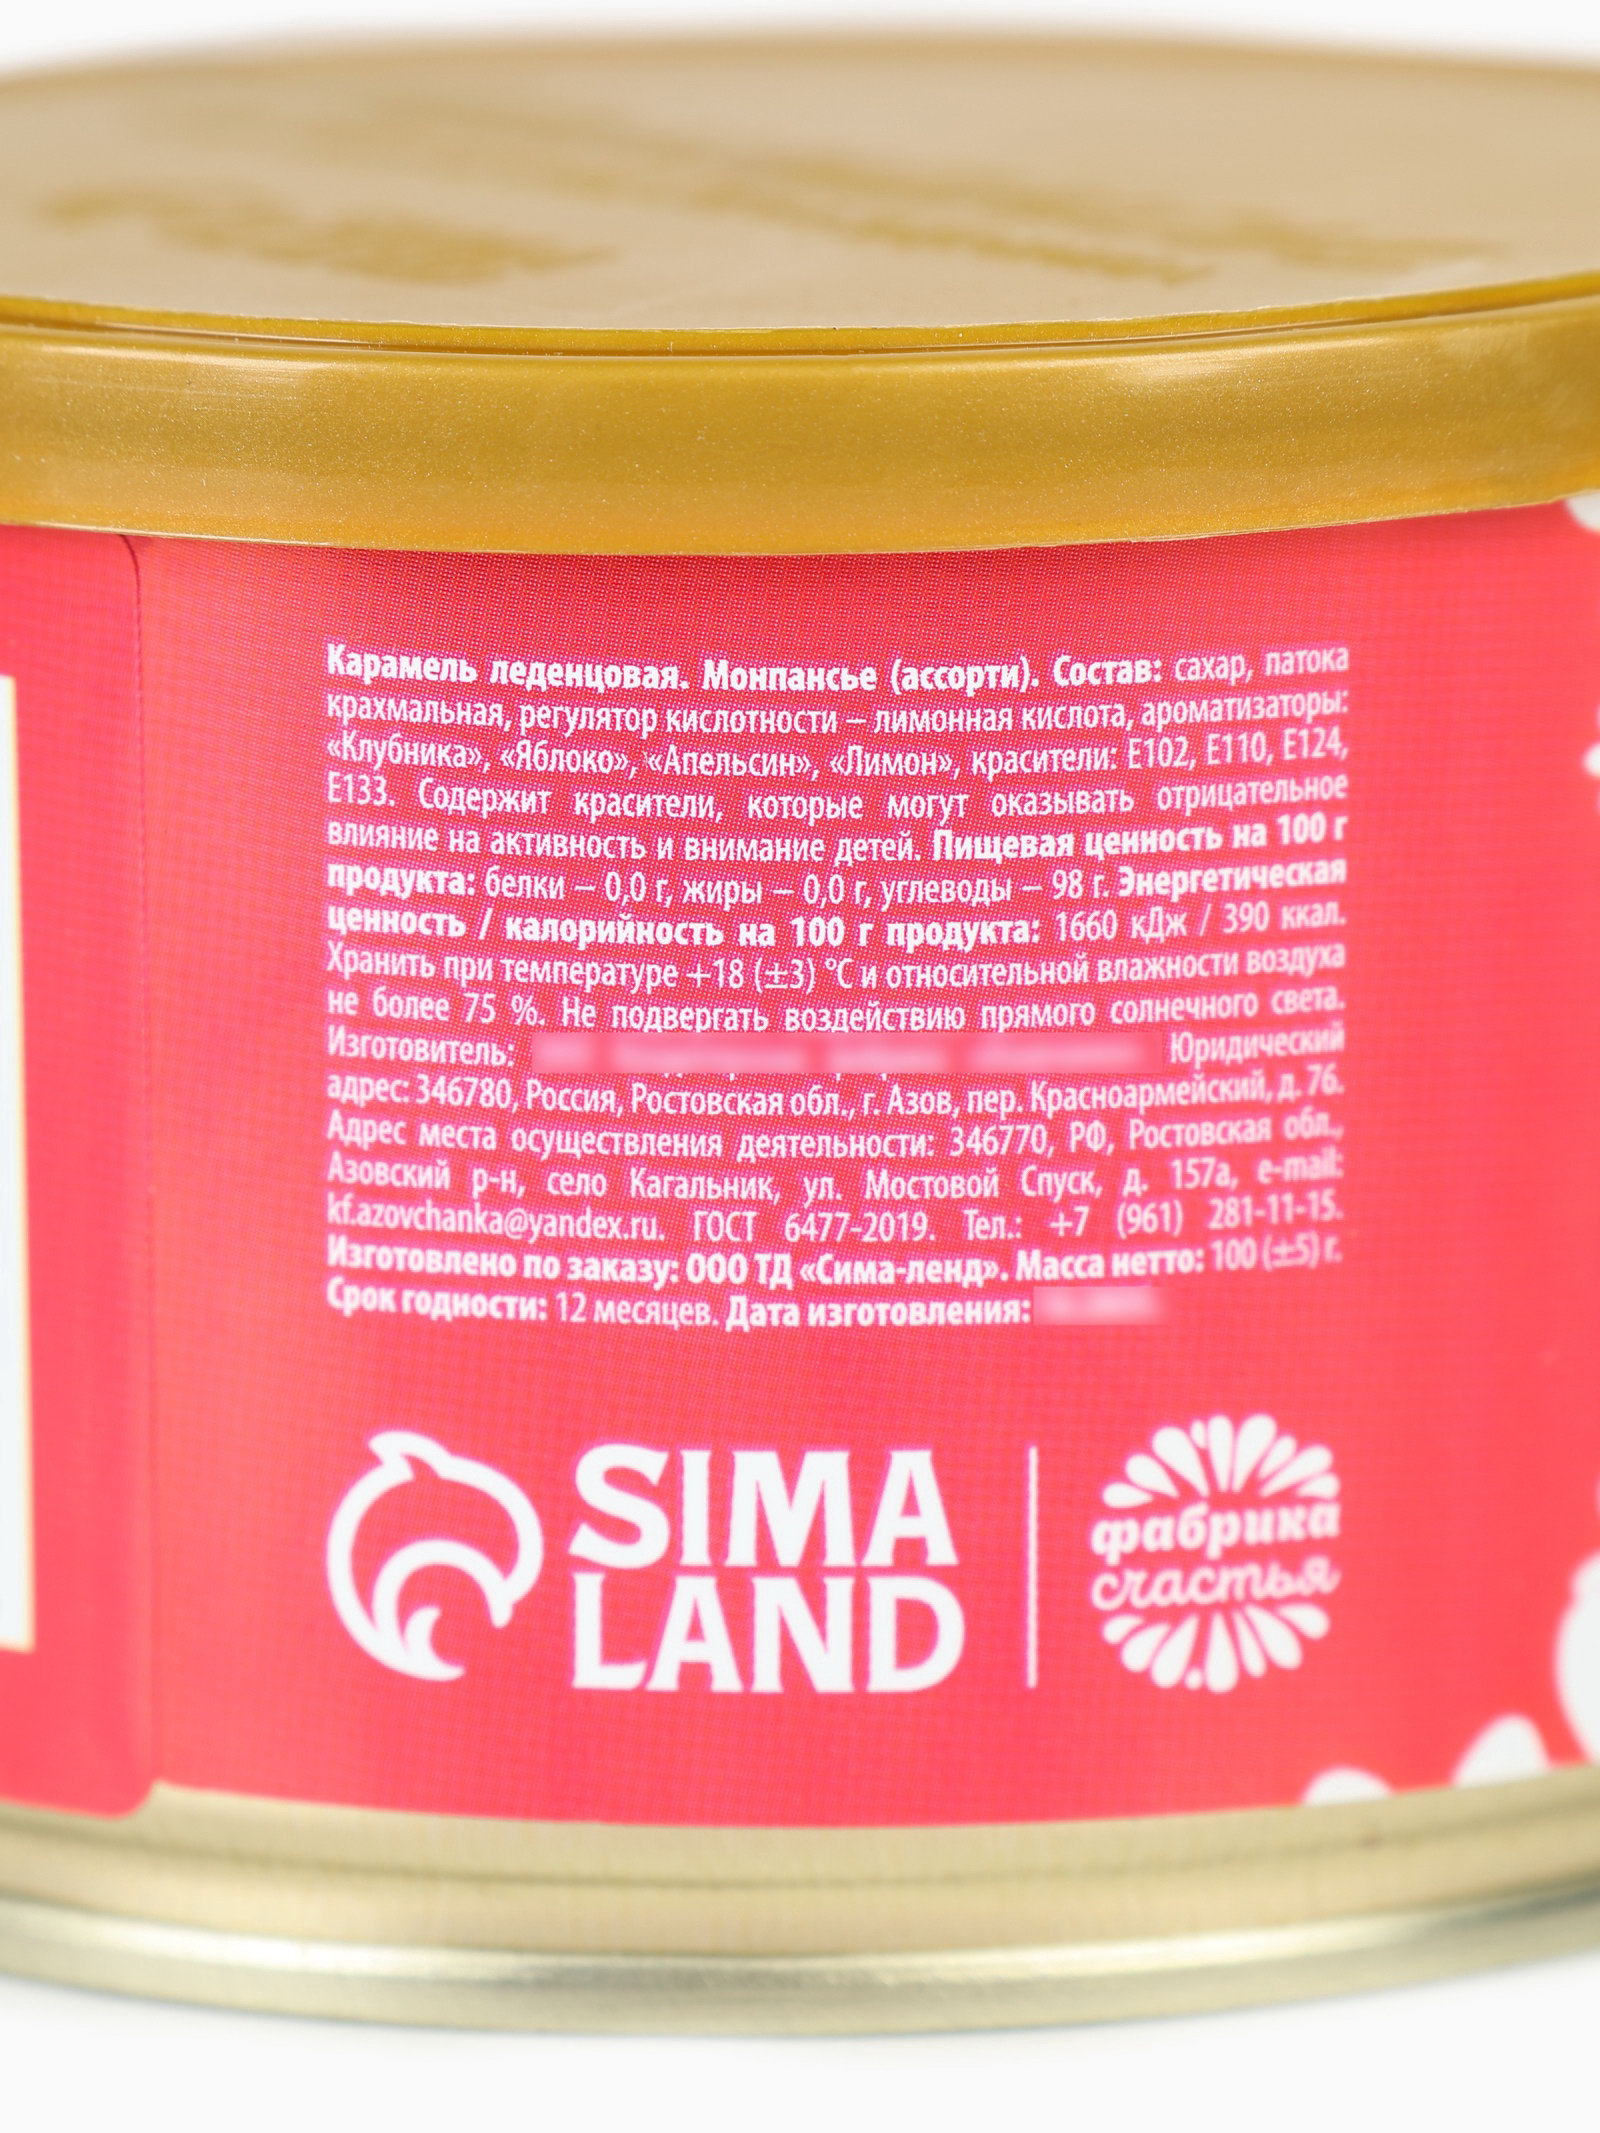 Карамель леденцовая. Монпансье (ассорти). Состав: сахар, патока
крахмальная, регулятор кислотности – лимонная кислота, ароматизаторы:
«Клубника», «Яблоко», «Апельсин», «Лимон», красители: Е102, Е110, Е124,
Е133. Содержит красители, которые могут оказывать отрицательное
влияние на активность и внимание детей. Пищевая ценность на 100 г
продукта: белки – 0,0 г, жиры – 0,0 г, углеводы – 98 г. Энергетическая
ценность / калорийность на 100 г продукта: 1660 кДж / 390 ккал.
Хранить при температуре +18 (±3) °С и относительной влажности воздуха
не более 75 %. Не подвергать воздействию прямого солнечного света.
Изготовитель: Юридический
адрес: 346780, Россия, Ростовская обл., г. Азов, пер. Красноармейский, д. 76.
Адрес места осуществления деятельности: 346770, РФ, Ростовская обл.,
Азовский р-н, село Кагальник, ул. Мостовой Спуск, д. 157а, e-mail:
kf.azovchanka@yandex.ru. ГОСТ 6477-2019. Тел.: +7 (961) 281-11-15.
Изготовлено по заказу: ООО ТД «Сима-ленд». Масса нетто: 100 (±5) г.
Срок годности: 12 месяцев. Дата изготовления:
SIMA
LAND
фабрика
счастья